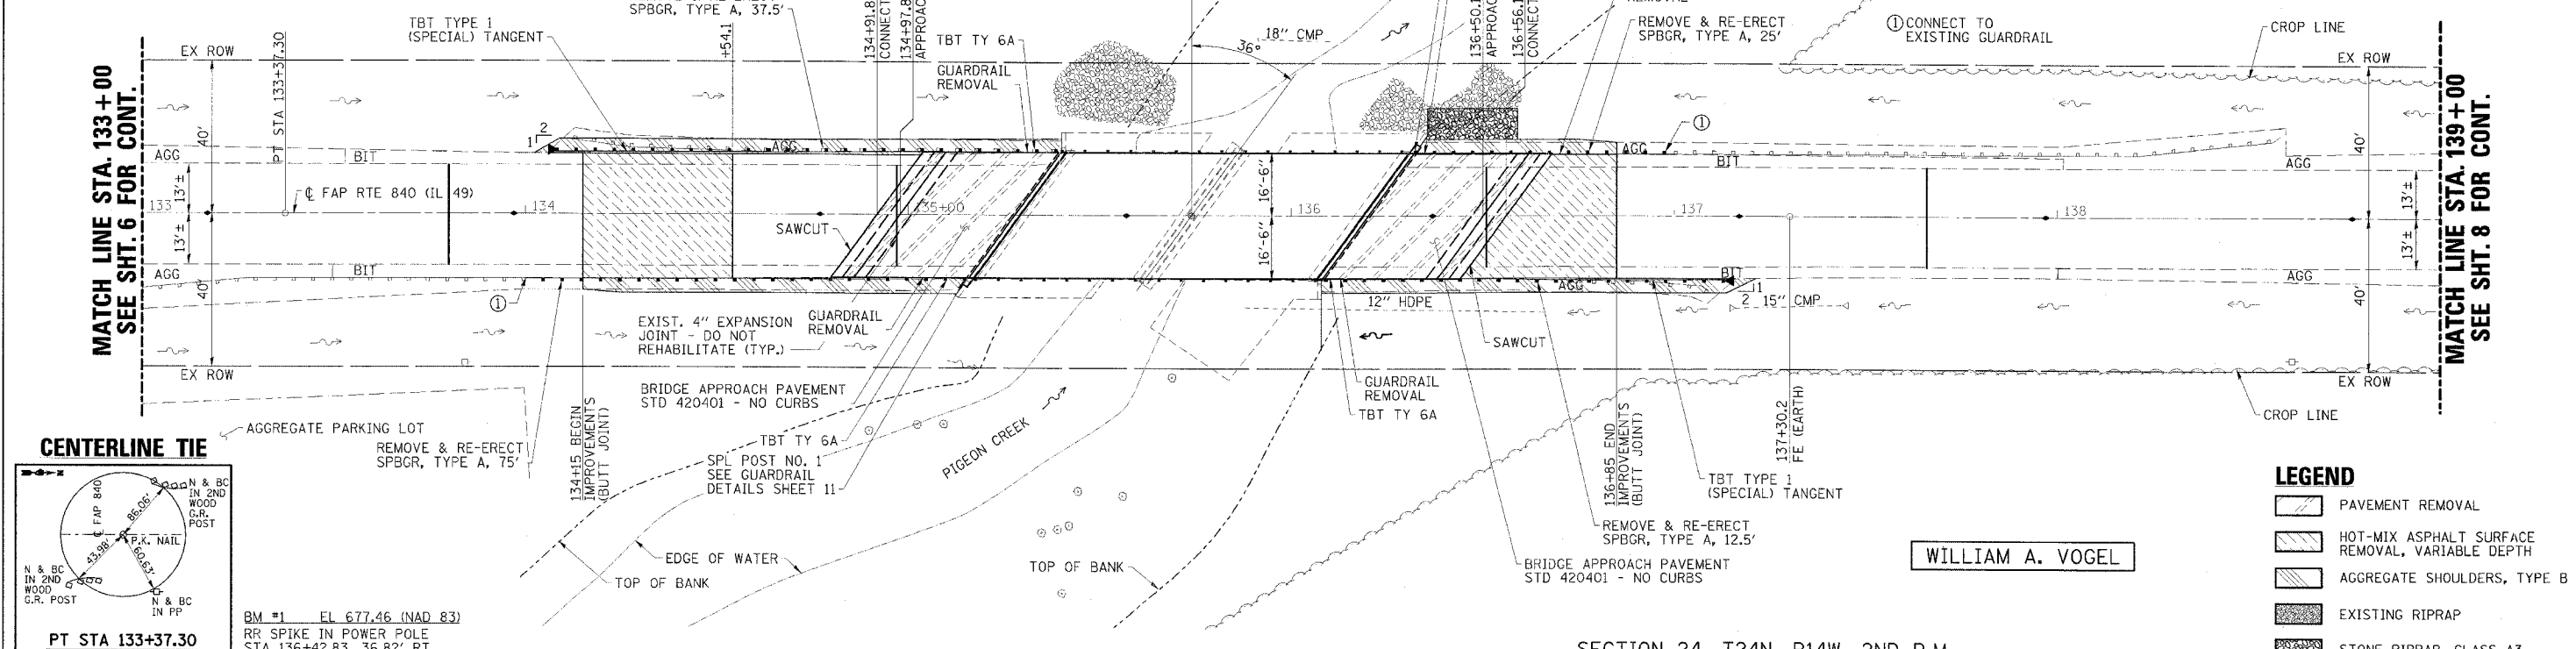 SPBGR, TYPE A, 37.5'
TBT TYPE 1
(SPECIAL) TANGENT
+54.1
134+91.8
CONNECT
134+97.8
APPROAC
TBT TY 6A
GUARDRAIL
REMOVAL
36°
18" CMP
136+50.1
APPROAC
136+56.1
CONNECT
REMOVE & RE-ERECT
SPBGR, TYPE A, 25'
① CONNECT TO
EXISTING GUARDRAIL
CROP LINE
EX ROW
EX ROW
MATCH LINE STA. 133+00
SEE SHT. 6 FOR CONT.
PT STA 133+37.30
40'
40'
13'±
13'±
AGG
BIT
AGG
BIT
℄ FAP RTE 840 (IL 49)
133
134
135+00
136
137
138
2
1
AGG
SAWCUT
16'-6"
16'-6"
AGG
①
BIT
AGG
40'
40'
13'±
13'±
MATCH LINE STA. 139+00
SEE SHT. 8 FOR CONT.
①
BIT
AGG
AGG
1
2
12" HDPE
15" CMP
SAWCUT
EXIST. 4" EXPANSION
JOINT - DO NOT
REHABILITATE (TYP.)
GUARDRAIL
REMOVAL
BRIDGE APPROACH PAVEMENT
STD 420401 - NO CURBS
GUARDRAIL
REMOVAL
TBT TY 6A
EX ROW
EX ROW
CROP LINE
AGGREGATE PARKING LOT
REMOVE & RE-ERECT
SPBGR, TYPE A, 75'
134+15 BEGIN
IMPROVEMENTS
(BUTT JOINT)
TBT TY 6A
SPL POST NO. 1
SEE GUARDRAIL
DETAILS SHEET 11
PIGEON CREEK
136+85 END
IMPROVEMENTS
(BUTT JOINT)
137+30.2
FE (EARTH)
TBT TYPE 1
(SPECIAL) TANGENT
REMOVE & RE-ERECT
SPBGR, TYPE A, 12.5'
BRIDGE APPROACH PAVEMENT
STD 420401 - NO CURBS
EDGE OF WATER
TOP OF BANK
TOP OF BANK
WILLIAM A. VOGEL
CENTERLINE TIE
℄ FAP 840
N & BC
IN 2ND
WOOD
G.R.
POST
86.06'
P.K. NAIL
43.98'
60.63'
N & BC
IN 2ND
WOOD
G.R. POST
N & BC
IN PP
PT STA 133+37.30
BM #1 EL 677.46 (NAD 83)
RR SPIKE IN POWER POLE
STA 136+42.83, 36.82' RT
LEGEND
PAVEMENT REMOVAL
HOT-MIX ASPHALT SURFACE
REMOVAL, VARIABLE DEPTH
AGGREGATE SHOULDERS, TYPE B
EXISTING RIPRAP
STONE RIPRAP, CLASS A3
SECTION 24, T24N, R14W, 2ND P.M.